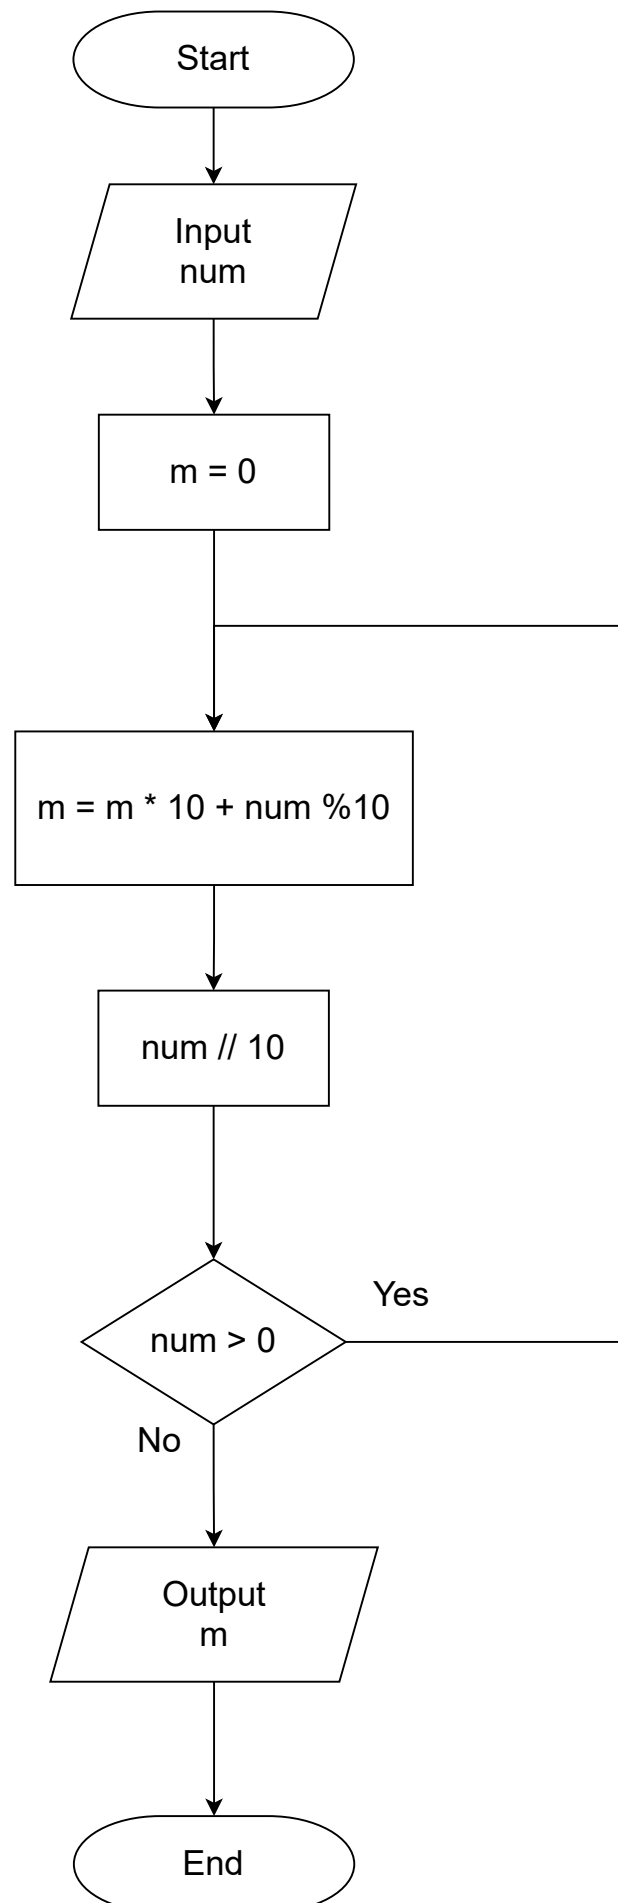 Start
Input
num
m = 0
m = m * 10 + num %10
num // 10
num > 0
Yes
No
Output
m
End